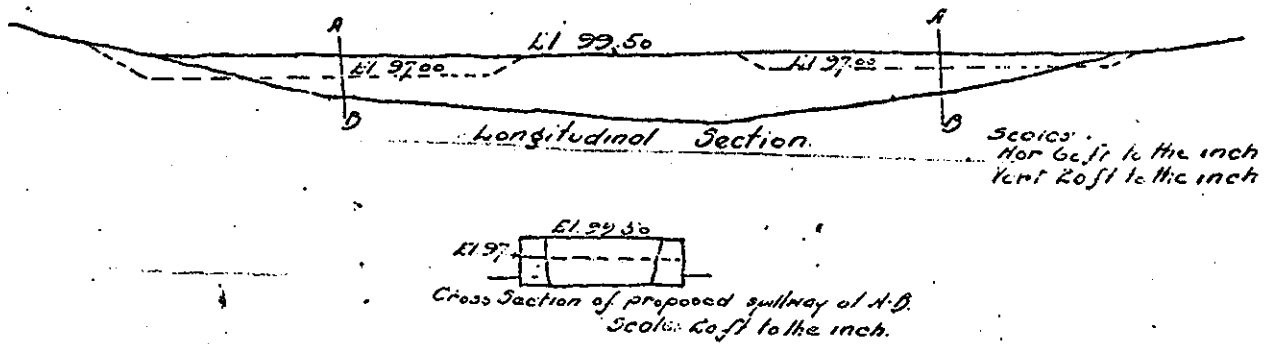 A A
El 99.50
El 97.00 El 97.00
B B
Longitudinal Section.
Scales.
Hor 60 ft to the inch
Vert 20 ft to the inch
El. 99.50
El 97.
Cross Section of proposed spillway at A-B.
Scale: 20 ft to the inch.